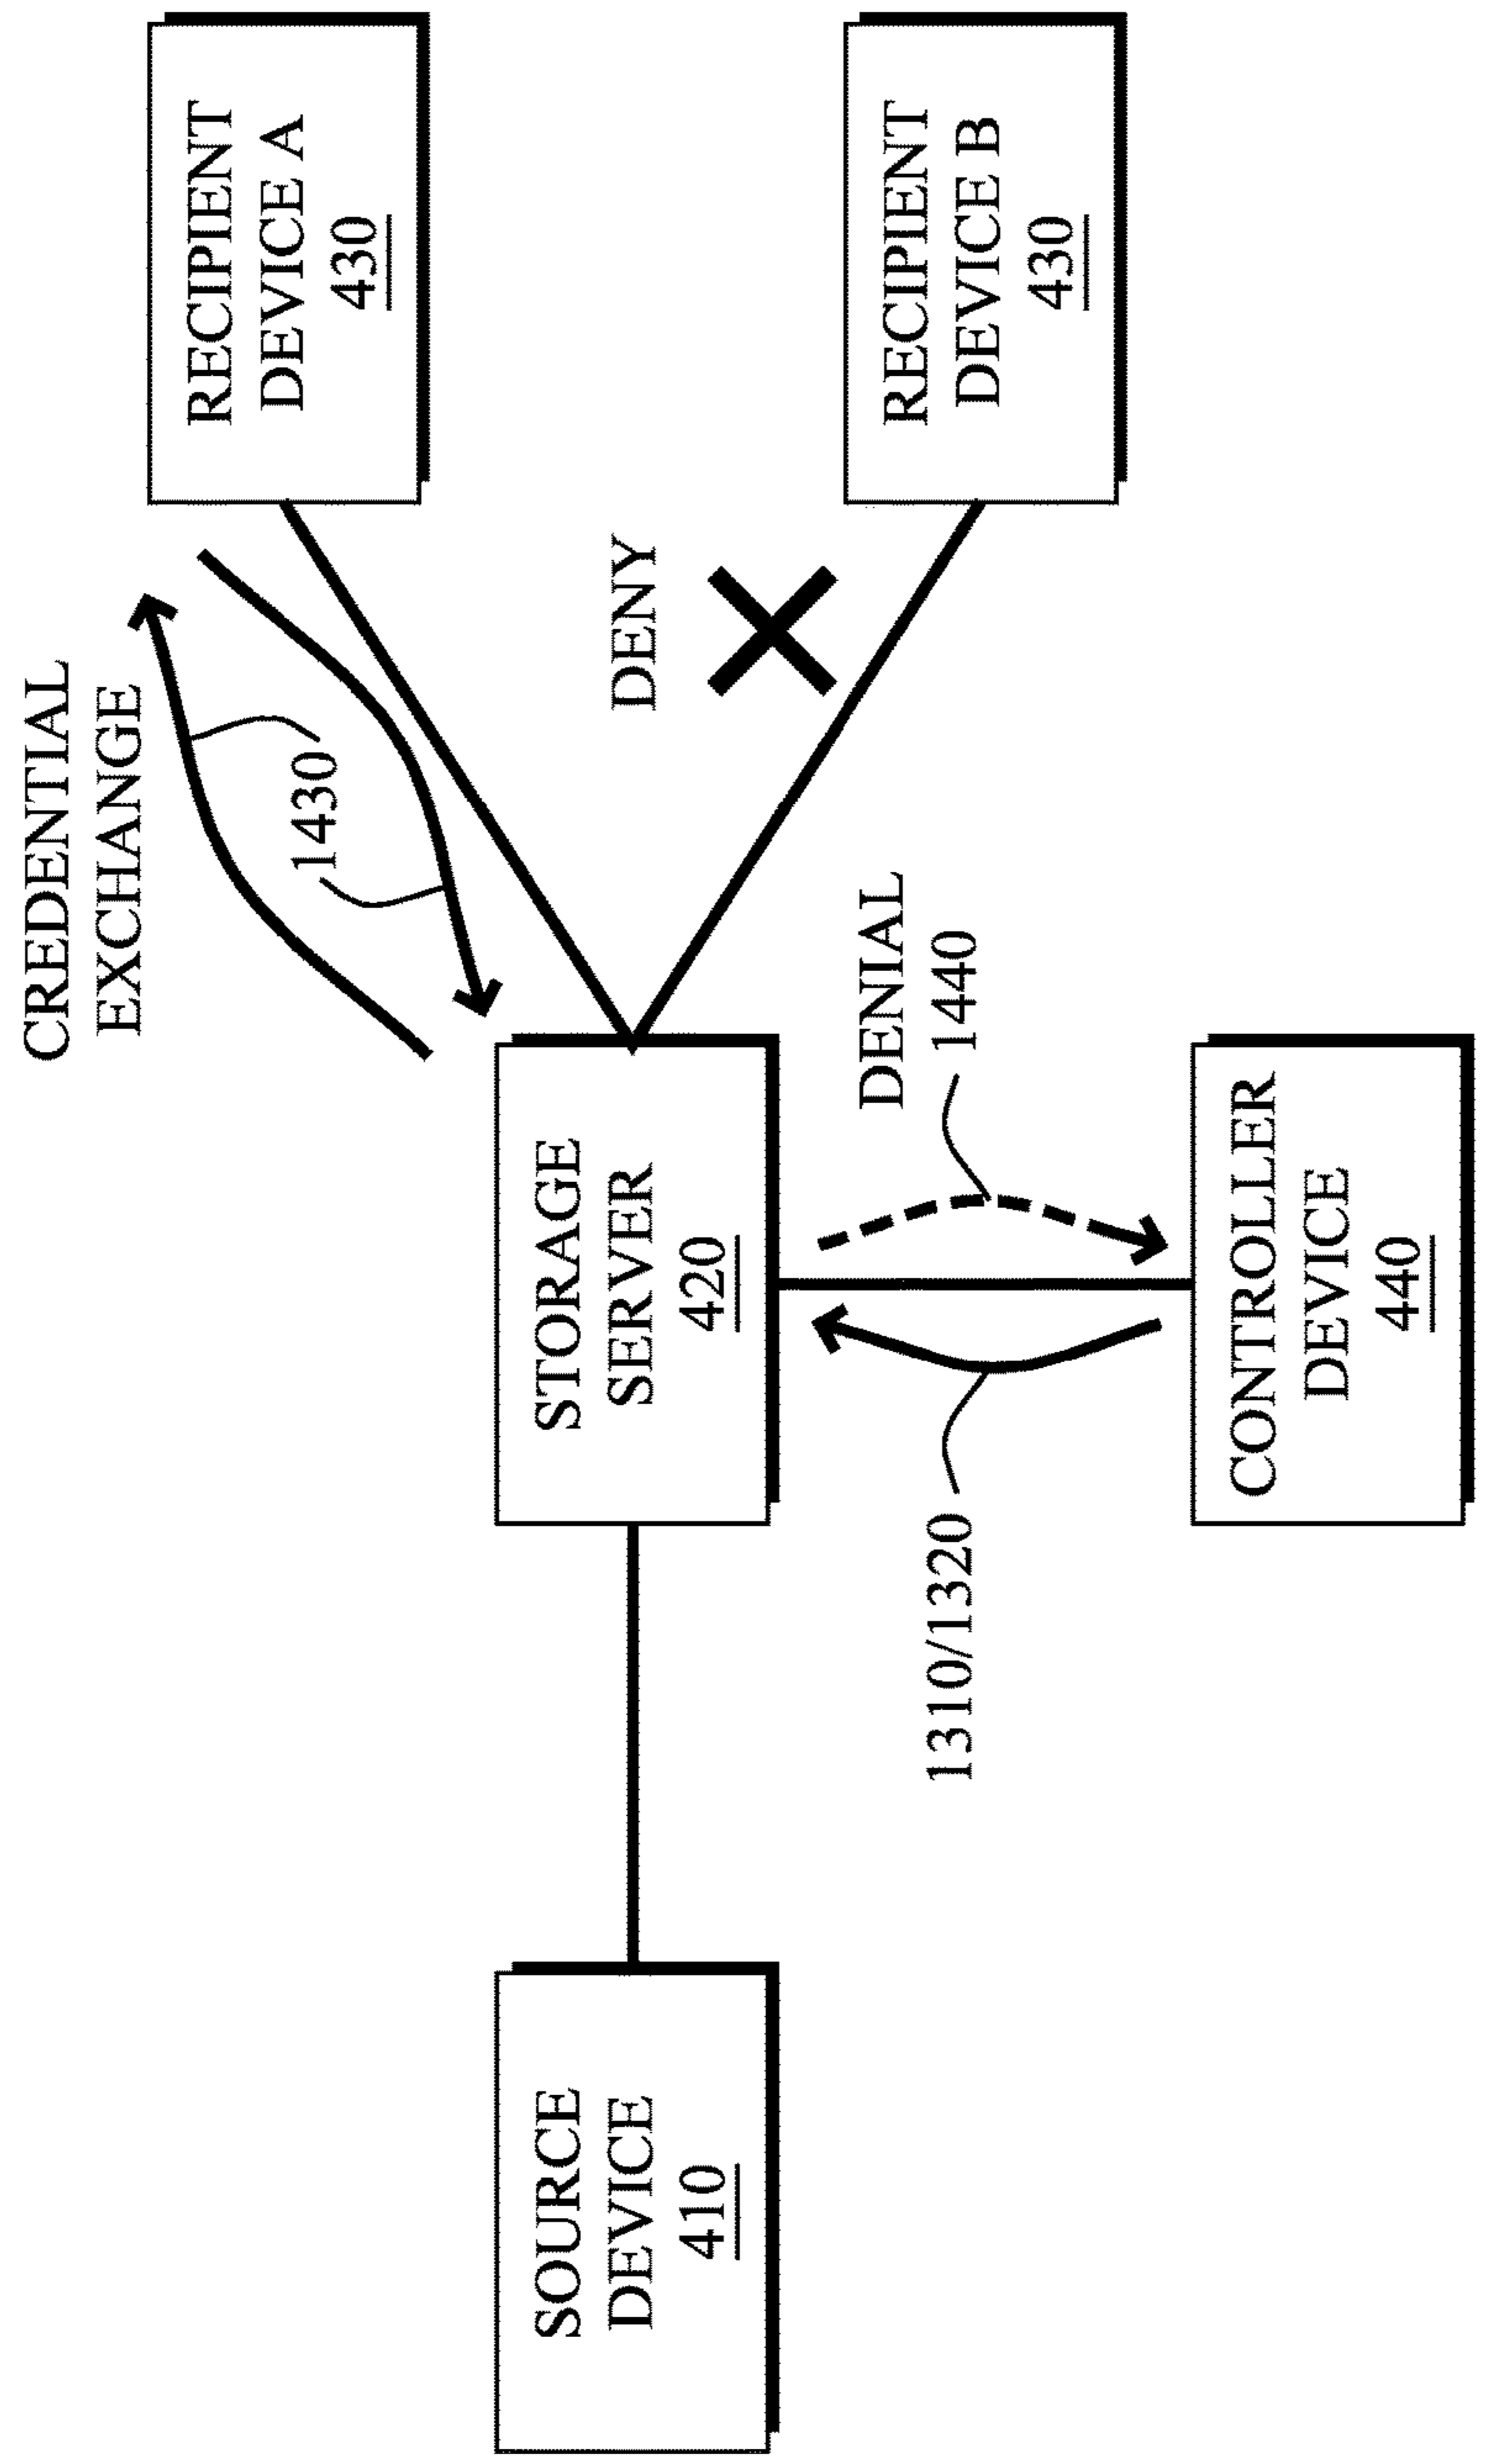 CREDENTIAL
EXCHANGE
1430
RECIPIENT
DEVICE A
430
DENY
SOURCE
DEVICE
410
STORAGE
SERVER
420
DENIAL
1440
RECIPIENT
DEVICE B
430
1310/1320
CONTROLLER
DEVICE
440